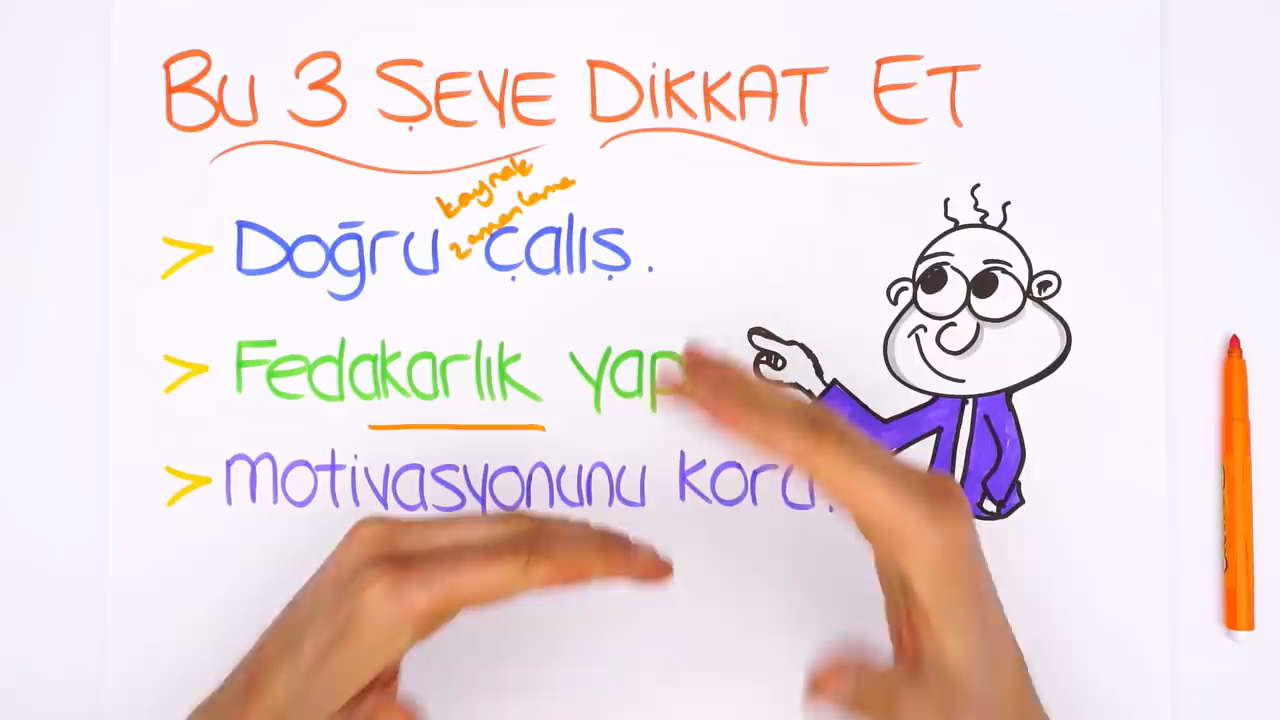 BU 3 ŞEYE DİKKAT ET
kaynak
zamanlama
> Doğru çalış.
> Fedakarlık yap
> motivasyonunu koru.